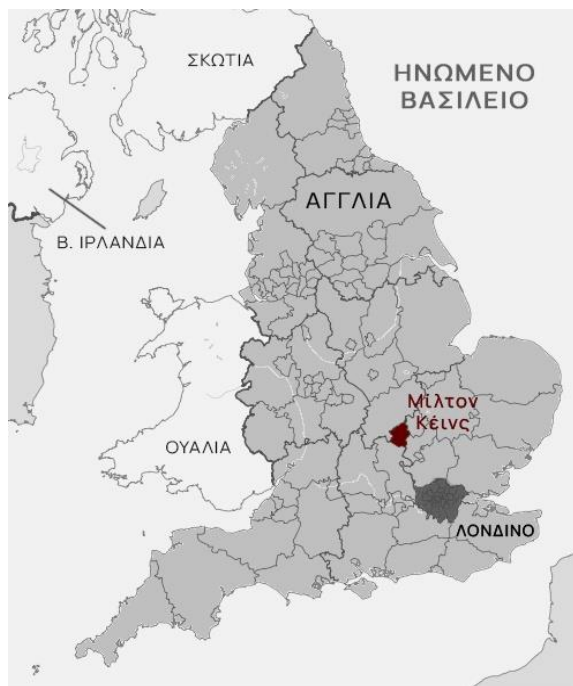 ΣΚΩΤΙΑ
ΗΝΩΜΕΝΟ
ΒΑΣΙΛΕΙΟ
ΑΓΓΛΙΑ
Β. ΙΡΛΑΝΔΙΑ
Μίλτον
Κέινς
ΟΥΑΛΙΑ
ΛΟΝΔΙΝΟ